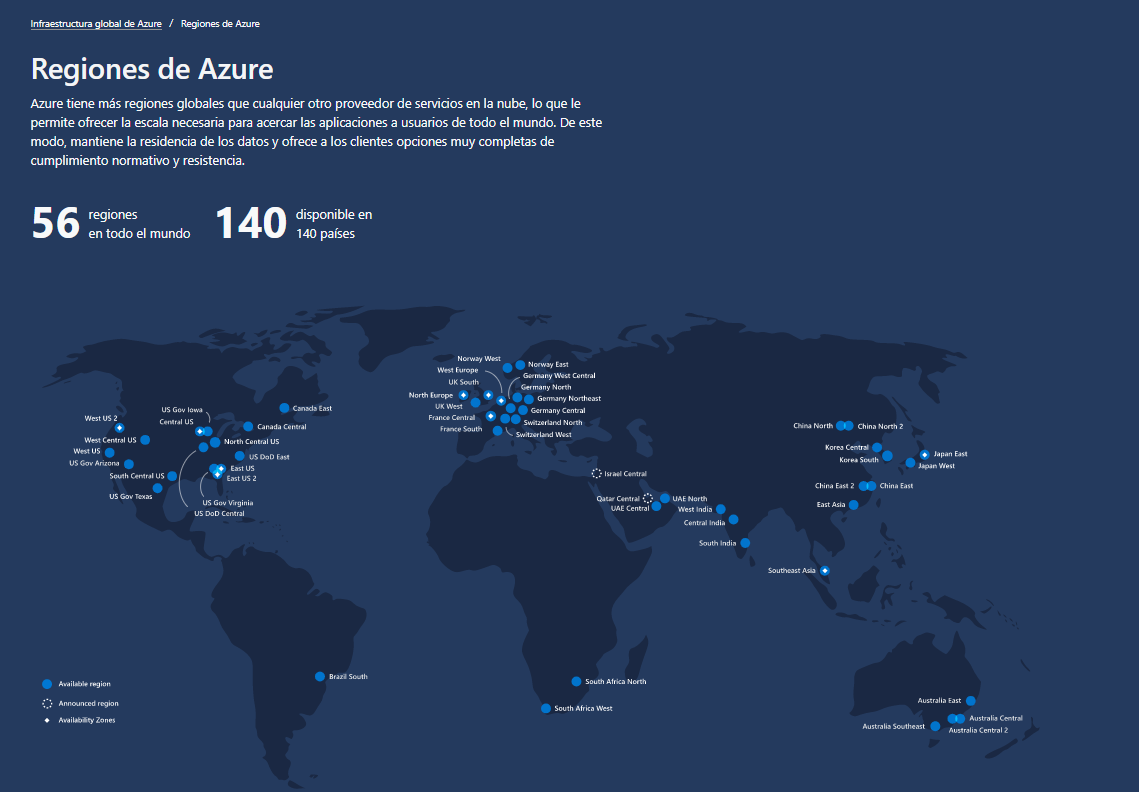 Infraestructura global de Azure / Regiones de Azure
Regiones de Azure
Azure tiene más regiones globales que cualquier otro proveedor de servicios en la nube, lo que le
permite ofrecer la escala necesaria para acercar las aplicaciones a usuarios de todo el mundo. De este
modo, mantiene la residencia de los datos y ofrece a los clientes opciones muy completas de
cumplimiento normativo y resistencia.
56 regiones
en todo el mundo
140 disponible en
140 países
Norway West
Norway East
West Europe
Germany West Central
UK South
Germany North
North Europe
Germany Northeast
UK West
Germany Central
France Central
Switzerland North
France South
Switzerland West
Canada East
US Gov Iowa
West US 2
Central US
Canada Central
West Central US
North Central US
West US
US DoD East
US Gov Arizona
East US
South Central US
East US 2
US Gov Texas
US Gov Virginia
US DoD Central
China North
China North 2
Korea Central
Japan East
Korea South
Japan West
Israel Central
China East 2
China East
Qatar Central
UAE North
UAE Central
West India
East Asia
Central India
South India
Southeast Asia
Brazil South
South Africa North
South Africa West
Australia East
Australia Central
Australia Southeast
Australia Central 2
Available region
Announced region
Availability Zones